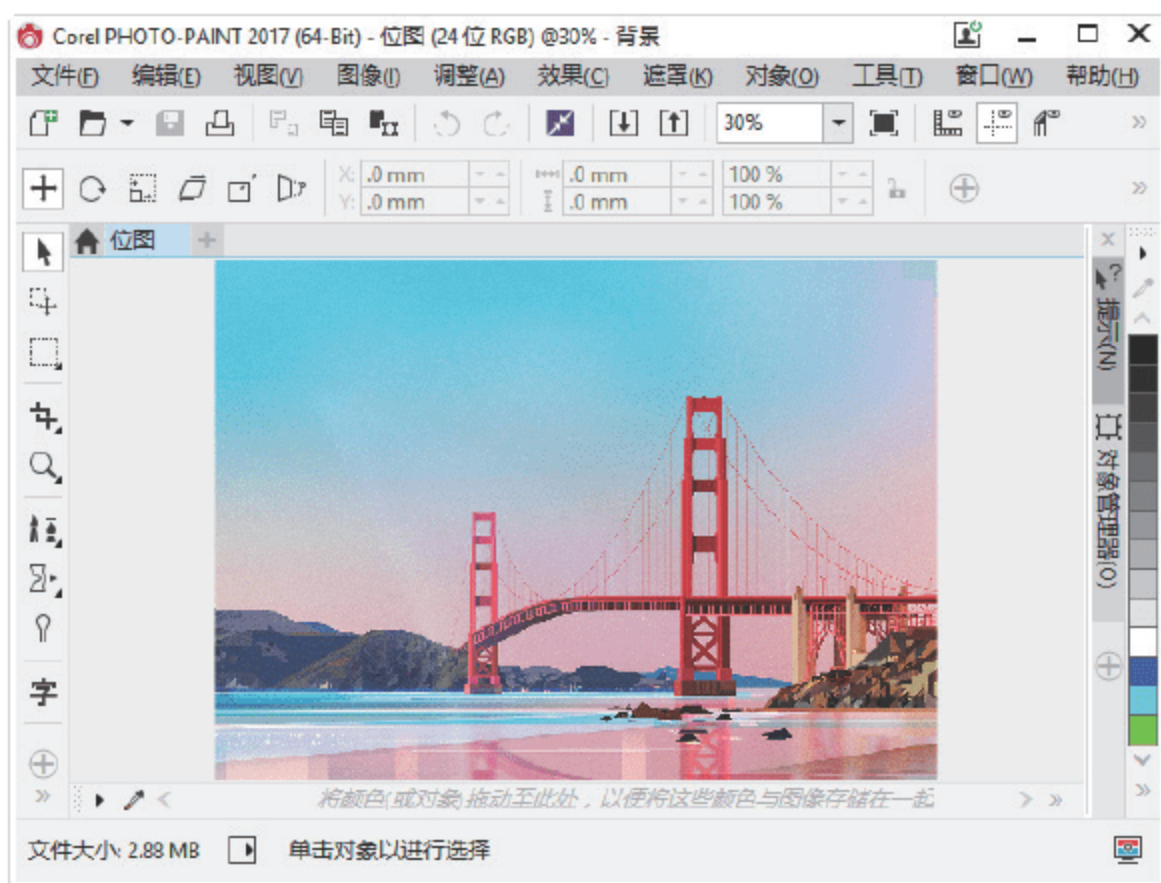 Corel PHOTO-PAINT 2017 (64-Bit) - 位图 (24 位 RGB) @30% - 背景
文件(F) 编辑(E) 视图(V) 图像(I) 调整(A) 效果(C) 遮罩(K) 对象(O) 工具(T) 窗口(W) 帮助(H)
30%
X: .0 mm .0 mm 100 %
Y: .0 mm .0 mm 100 %
位图
提示(N)
对象管理器(O)
字
将颜色(或对象)拖动至此处，以便将这些颜色与图像存储在一起
文件大小: 2.88 MB 单击对象以进行选择